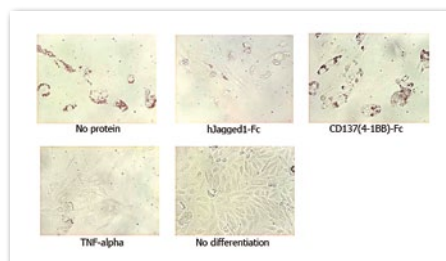 No protein
hJagged1-Fc
CD137(4-1BB)-Fc
TNF-alpha
No differentiation